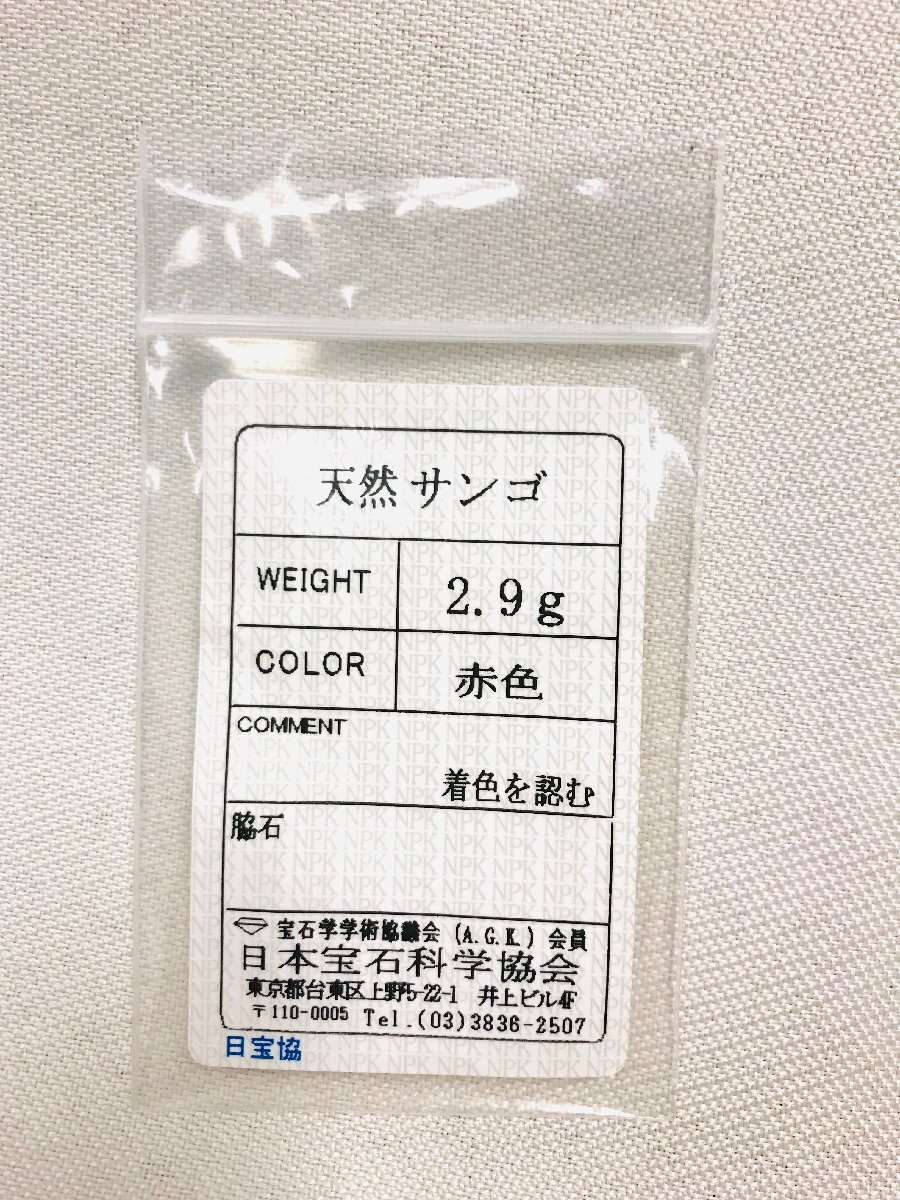 天然 サンゴ
WEIGHT 2.9g
COLOR 赤色
COMMENT
着色を認む
脇石
宝石学学術協議会 (A.G.K.) 会員
日本宝石科学協会
東京都台東区上野5-22-1 井上ビル4F
〒110-0005 Tel.(03)3836-2507
日宝協